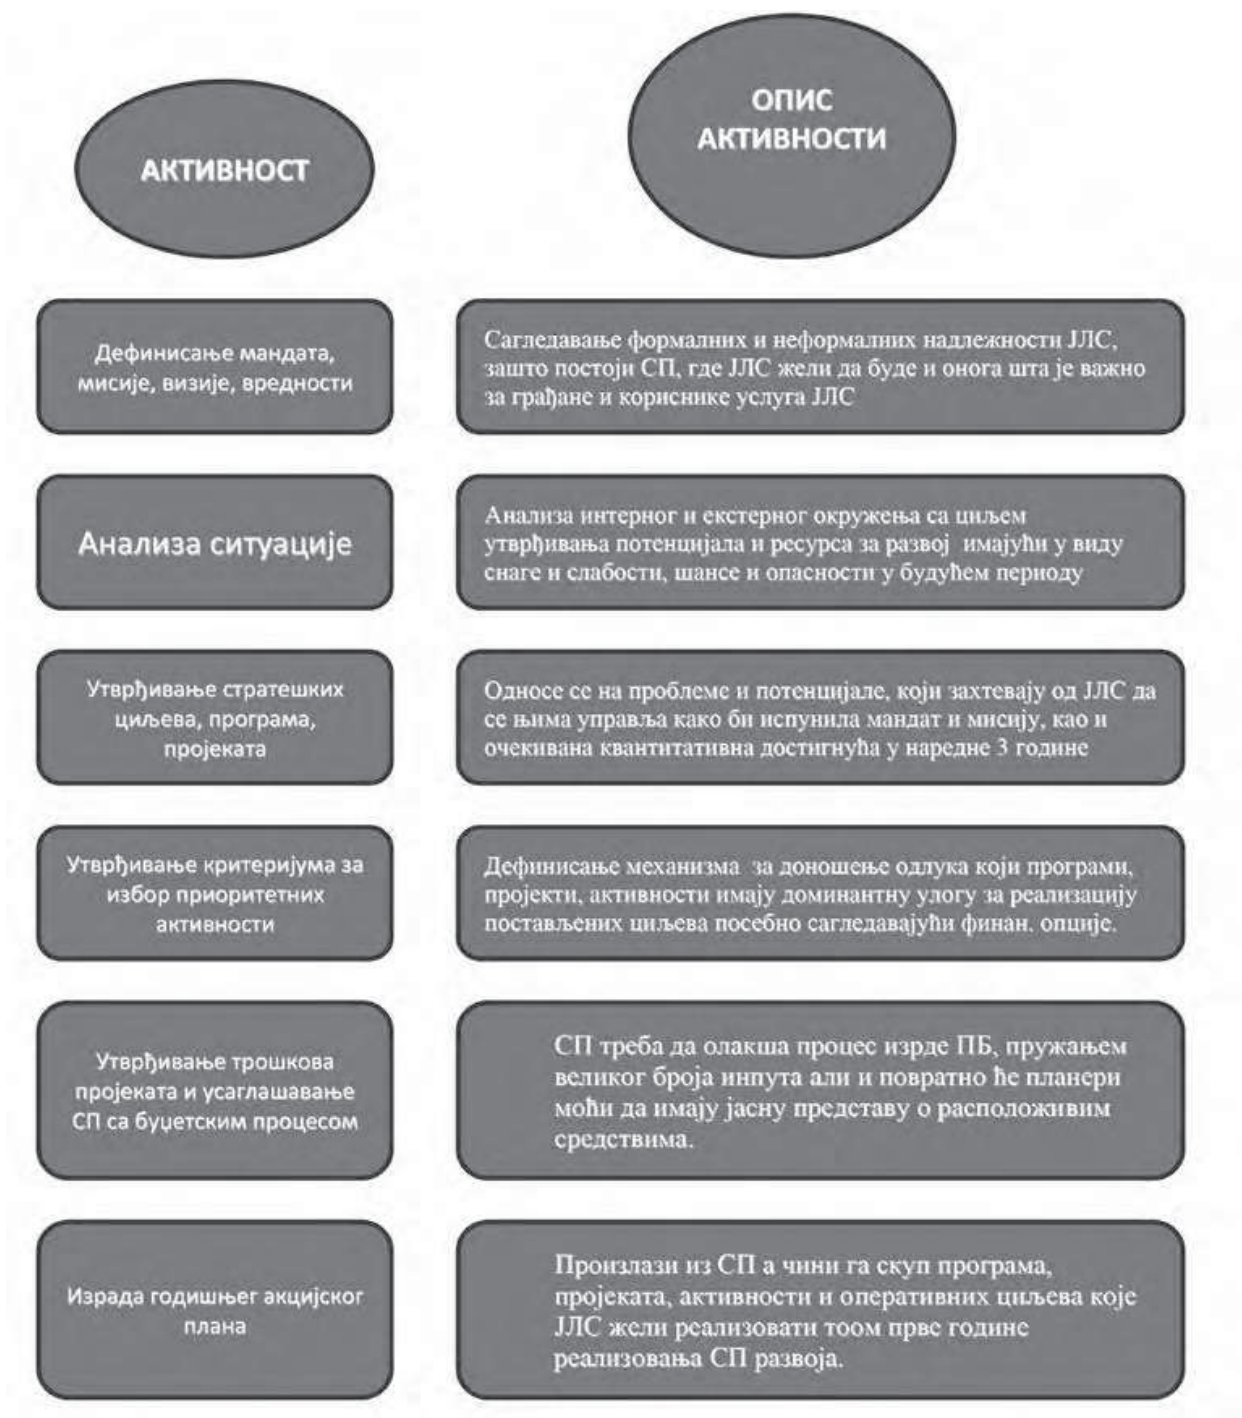 АКТИВНОСТ
ОПИС
АКТИВНОСТИ
Дефинисање мандата,
мисије, визије, вредности
Сагледавање формалних и неформалних надлежности ЈЛС,
зашто постоји СП, где ЈЛС жели да буде и онога шта је важно
за грађане и кориснике услуга ЈЛС
Анализа ситуације
Анализа интерног и екстерног окружења са циљем
утврђивања потенцијала и ресурса за развој имајући у виду
снаге и слабости, шансе и опасности у будућем периоду
Утврђивање стратешких
циљева, програма,
пројеката
Односе се на проблеме и потенцијале, који захтевају од ЈЛС да
се њима управља како би испунила мандат и мисију, као и
очекивана квантитативна достигнућа у наредне 3 године
Утврђивање критеријума за
избор приоритетних
активности
Дефинисање механизма за доношење одлука који програми,
пројекти, активности имају доминантну улогу за реализацију
постављених циљева посебно сагледавајући финан. опције.
Утврђивање трошкова
пројеката и усаглашавање
СП са буџетским процесом
СП треба да олакша процес изрде ПБ, пружањем
великог броја инпута али и повратно ће планери
моћи да имају јасну представу о расположивим
средствима.
Израда годишњег акцијског
плана
Произлази из СП а чини га скуп програма,
пројеката, активности и оперативних циљева које
ЈЛС жели реализовати тоом прве године
реализовања СП развоја.